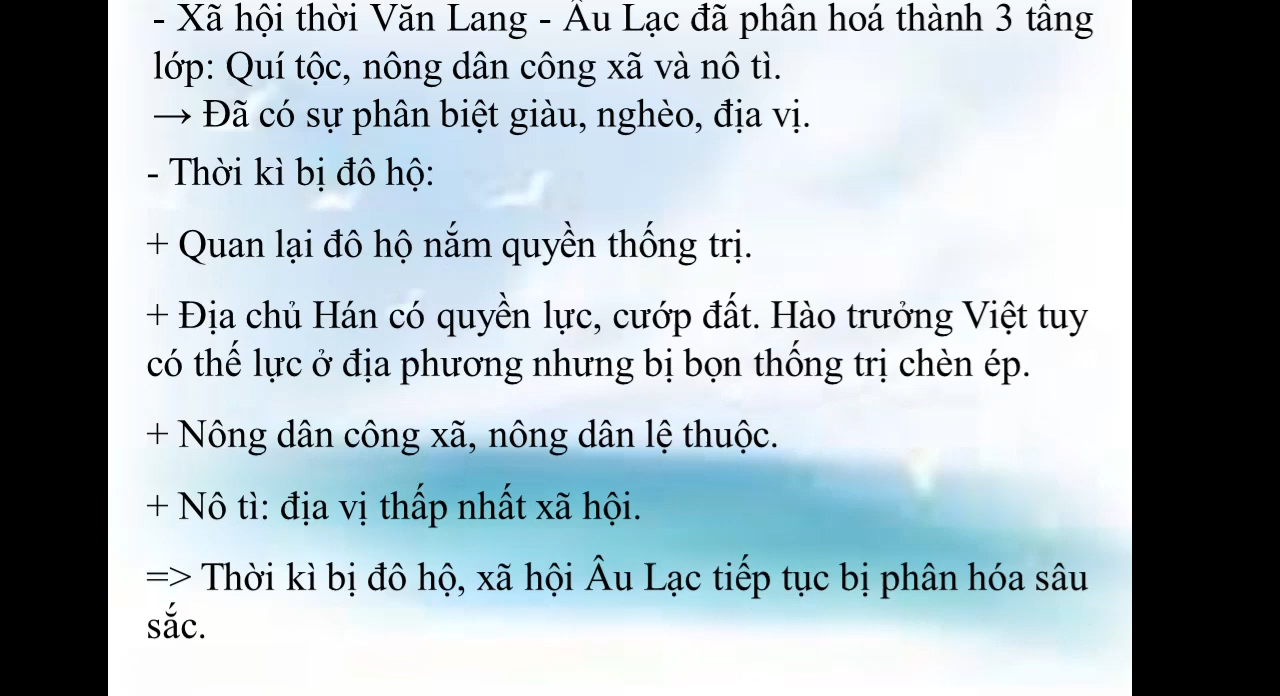 - Xã hội thời Văn Lang - Âu Lạc đã phân hoá thành 3 tầng
lớp: Quí tộc, nông dân công xã và nô tì.
→ Đã có sự phân biệt giàu, nghèo, địa vị.
- Thời kì bị đô hộ:
+ Quan lại đô hộ nắm quyền thống trị.
+ Địa chủ Hán có quyền lực, cướp đất. Hào trưởng Việt tuy
có thế lực ở địa phương nhưng bị bọn thống trị chèn ép.
+ Nông dân công xã, nông dân lệ thuộc.
+ Nô tì: địa vị thấp nhất xã hội.
=> Thời kì bị đô hộ, xã hội Âu Lạc tiếp tục bị phân hóa sâu
sắc.